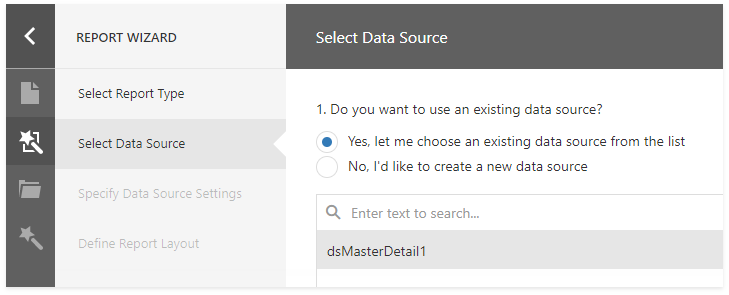 REPORT WIZARD
Select Data Source
Select Report Type
Select Data Source
Specify Data Source Settings
Define Report Layout
1. Do you want to use an existing data source?
Yes, let me choose an existing data source from the list
No, I'd like to create a new data source
Enter text to search...
dsMasterDetail1